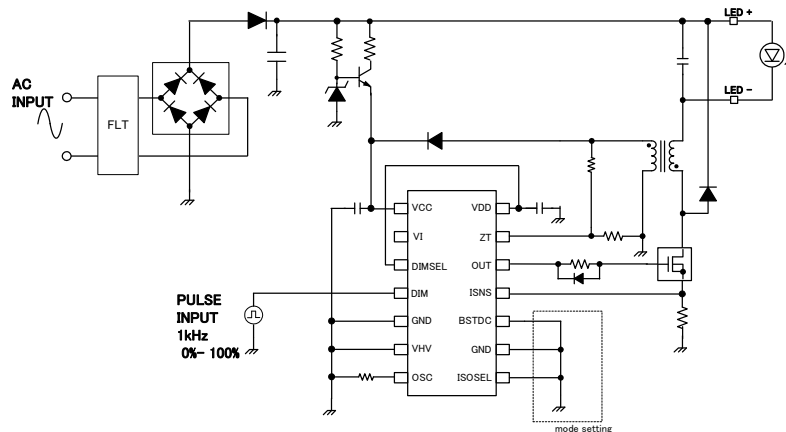 LED +
AC
INPUT
FLT
LED -
VCC
VDD
VI
ZT
DIMSEL
OUT
DIM
ISNS
PULSE
INPUT
1kHz
0%- 100%
GND
BSTDC
VHV
GND
OSC
ISOSEL
mode setting